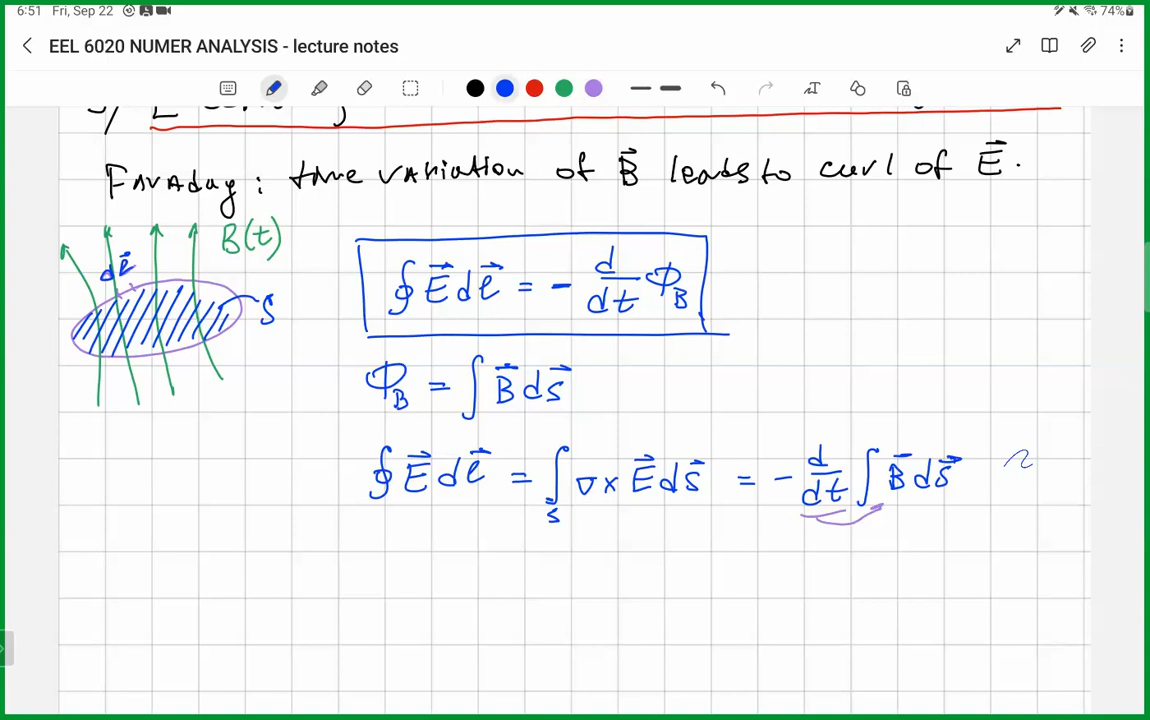 6:51 Fri, Sep 22
74%
EEL 6020 NUMER ANALYSIS - lecture notes
Faraday: time variation of B⃗ leads to curl of E⃗.
B(t)
dℓ⃗
S
∮ E⃗ dℓ⃗ = - d/dt Φ_B
Φ_B = ∫ B⃗ ds⃗
∮ E⃗ dℓ⃗ = ∫_S ∇ × E⃗ ds⃗ = - d/dt ∫ B⃗ ds⃗